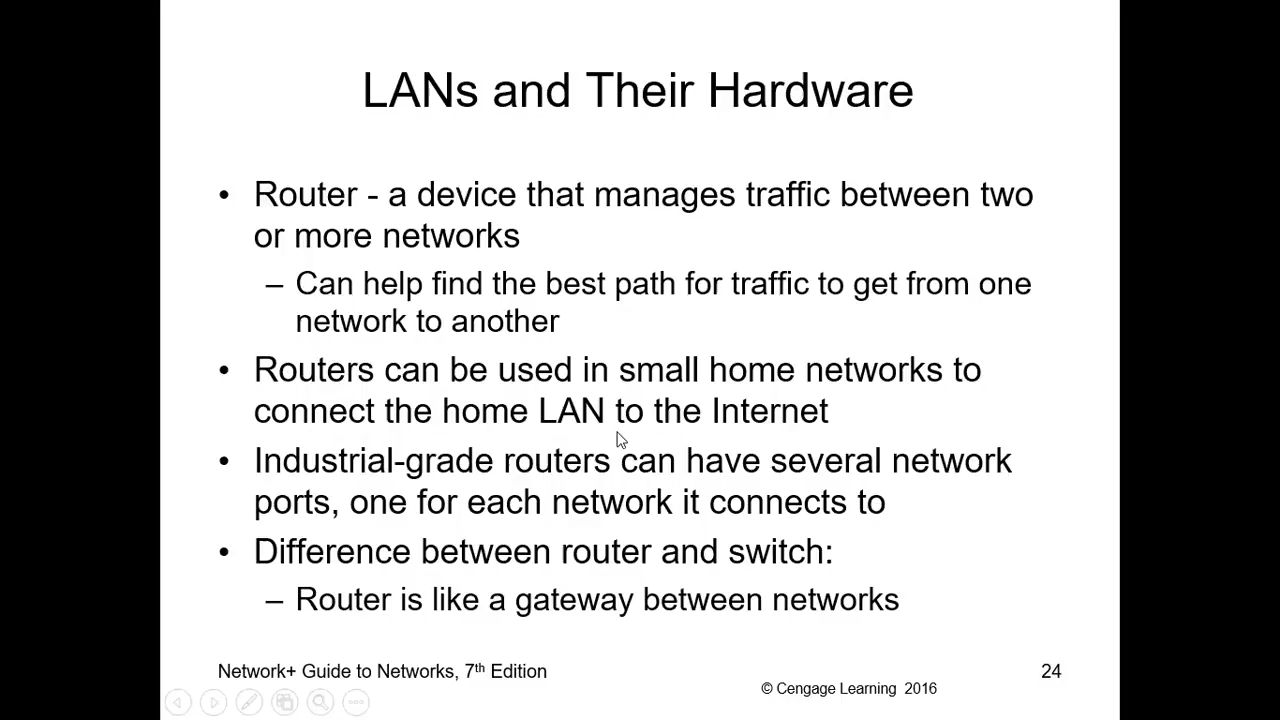 LANs and Their Hardware
• Router - a device that manages traffic between two
or more networks
– Can help find the best path for traffic to get from one
network to another
• Routers can be used in small home networks to
connect the home LAN to the Internet
• Industrial-grade routers can have several network
ports, one for each network it connects to
• Difference between router and switch:
– Router is like a gateway between networks
Network+ Guide to Networks, 7th Edition
24
© Cengage Learning 2016